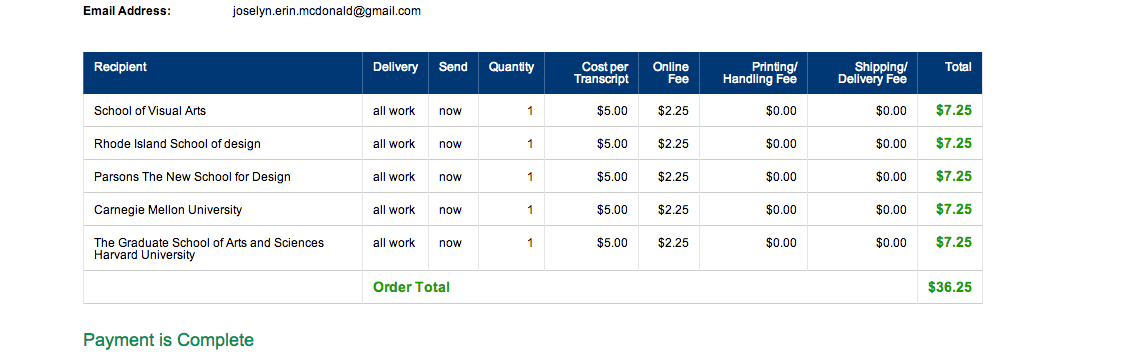 Email Address: joselyn.erin.mcdonald@gmail.com
Recipient Delivery Send Quantity Cost per Transcript Online Fee Printing/ Handling Fee Shipping/ Delivery Fee Total
School of Visual Arts all work now 1 $5.00 $2.25 $0.00 $0.00 $7.25
Rhode Island School of design all work now 1 $5.00 $2.25 $0.00 $0.00 $7.25
Parsons The New School for Design all work now 1 $5.00 $2.25 $0.00 $0.00 $7.25
Carnegie Mellon University all work now 1 $5.00 $2.25 $0.00 $0.00 $7.25
The Graduate School of Arts and Sciences all work now 1 $5.00 $2.25 $0.00 $0.00 $7.25
Harvard University
Order Total $36.25
Payment is Complete